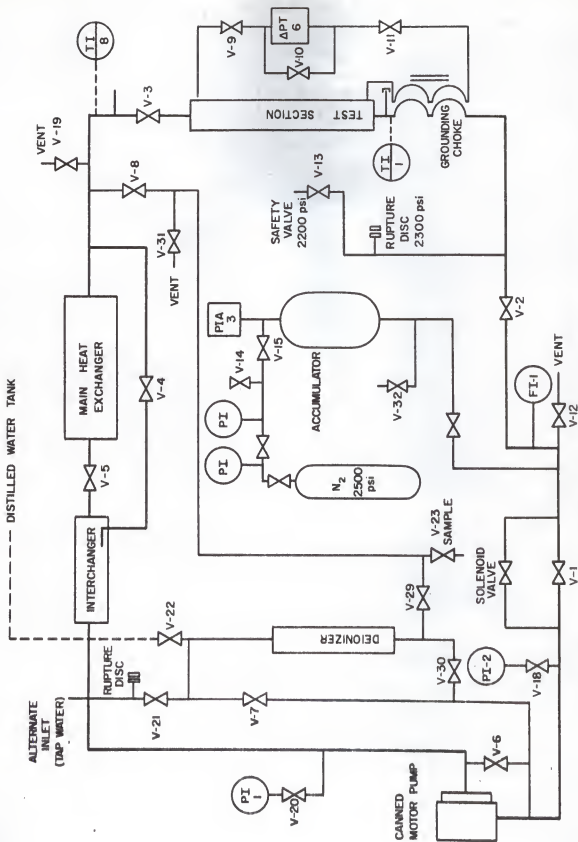 TI
8
VENT
V-19
V-3
V-9
ΔPT
6
V-10
V-11
TEST SECTION
TI
1
GROUNDING
CHOKE
V-8
V-31
VENT
SAFETY
VALVE
2200 psi
V-13
RUPTURE
DISC
2300 psi
MAIN HEAT
EXCHANGER
V-4
V-5
INTERCHANGER
DISTILLED WATER TANK
PIA
3
V-15
V-14
ACCUMULATOR
V-32
PI
PI
N2
2500
psi
V-2
FI-1
VENT
V-12
V-23
SAMPLE
V-29
V-22
DEIONIZER
V-30
ALTERNATE
INLET
(TAP WATER)
RUPTURE
DISC
V-21
V-7
SOLENOID
VALVE
V-1
PI-2
V-18
V-6
PI
1
V-20
CANNED
MOTOR PUMP